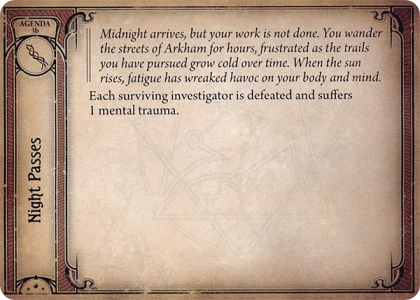 AGENDA
3b
Midnight arrives, but your work is not done. You wander
the streets of Arkham for hours, frustrated as the trails
you have pursued grow cold over time. When the sun
rises, fatigue has wreaked havoc on your body and mind.
Each surviving investigator is defeated and suffers
1 mental trauma.
Night Passes